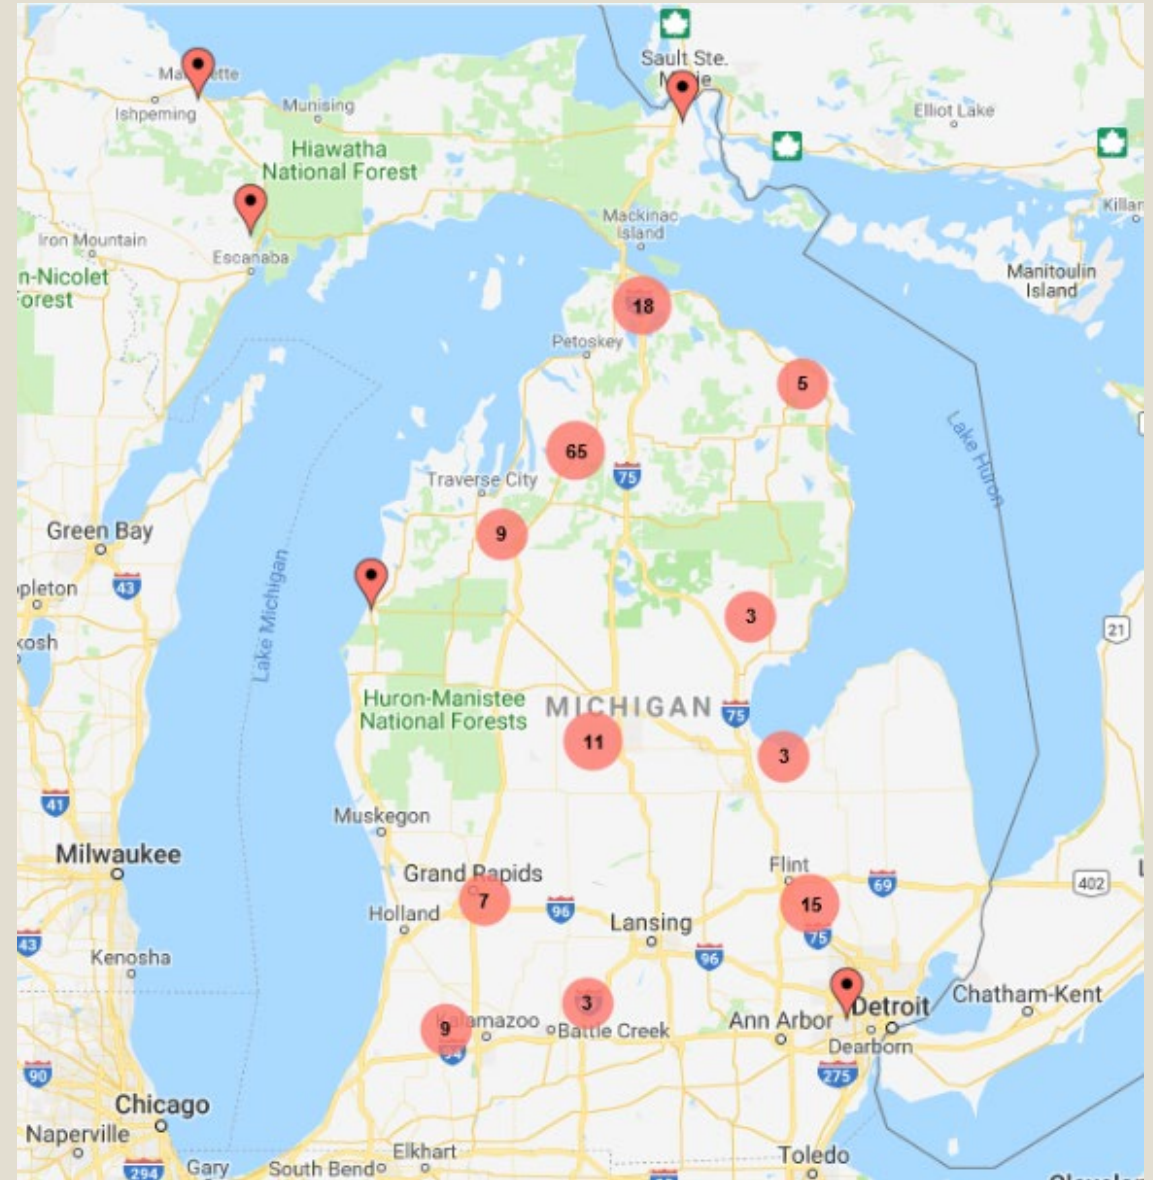 Sault Ste.
Ishpeming
Munising
Elliot Lake
Hiawatha
National Forest
Mackinac
Island
Iron Mountain
Escanaba
n-Nicolet
Forest
Manitoulin
Island
18
Petoskey
5
65
75
Traverse City
Lake Huron
9
Green Bay
43
Lake Michigan
3
21
Huron-Manistee
National Forests
MICHIGAN
75
11
3
41
Muskegon
Milwaukee
Flint
Grand Rapids
69
402
7
96
15
Holland
Lansing
75
43
96
Kenosha
3
Detroit
Chatham-Kent
9
Kalamazoo
Battle Creek
Ann Arbor
Dearborn
90
94
275
Chicago
Naperville
Elkhart
Toledo
294
Gary
South Bend